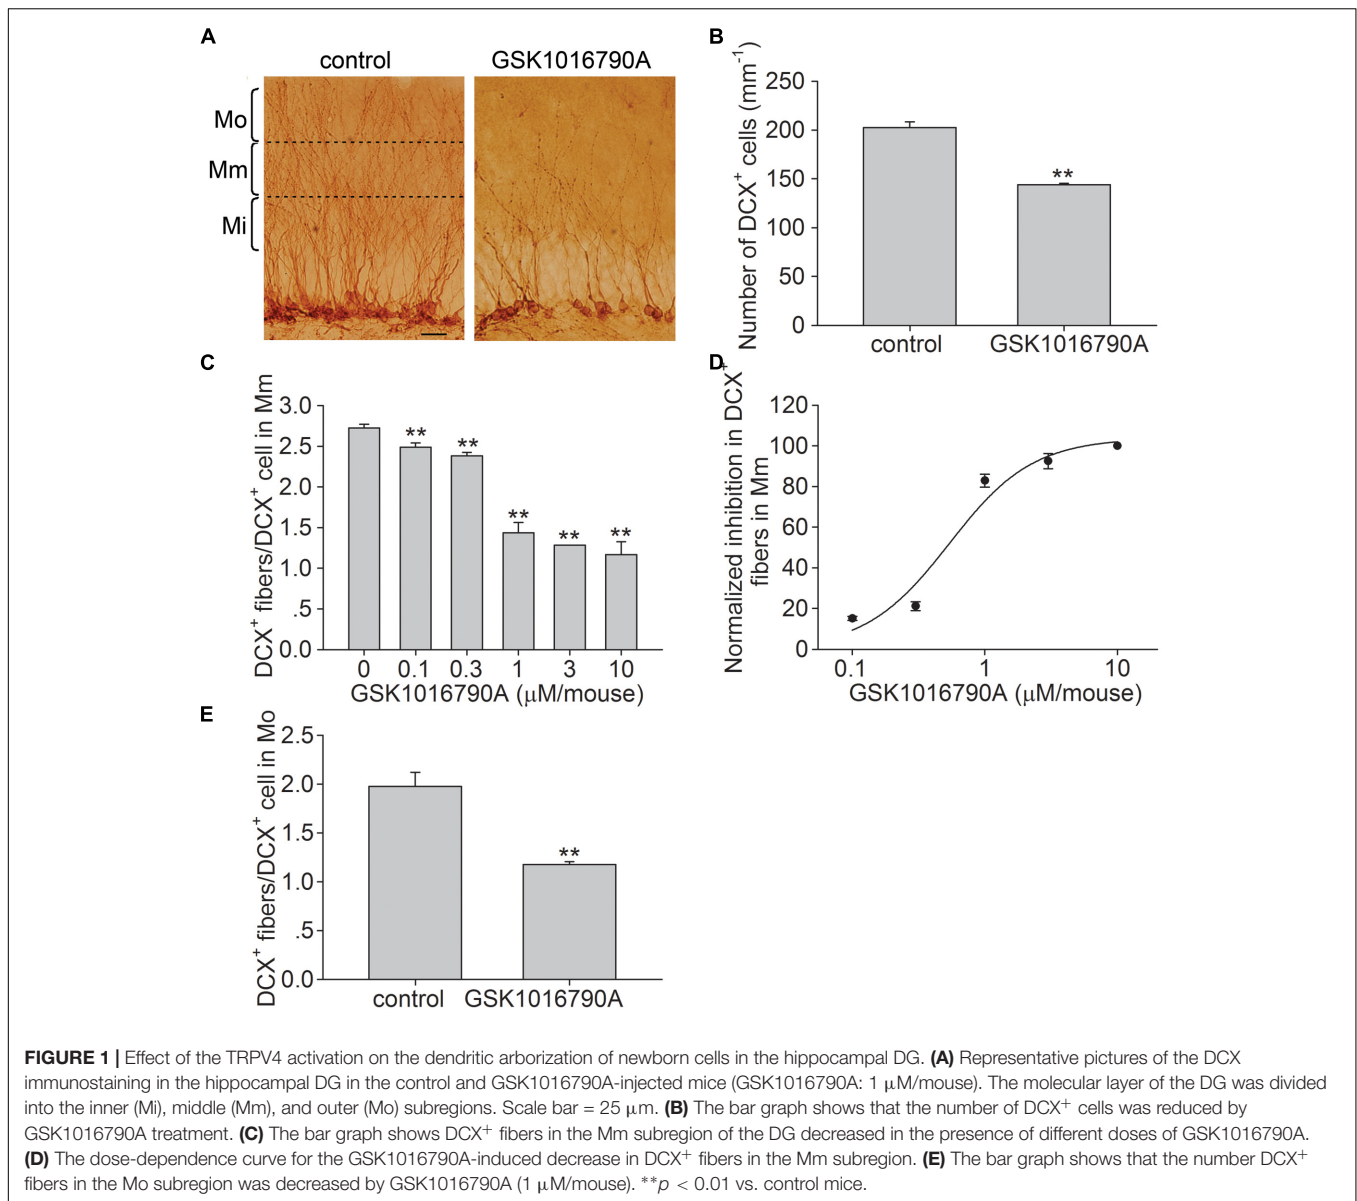 A
control
GSK1016790A
Mo
Mm
Mi
B
Number of DCX⁺ cells (mm⁻¹)
250
200
150
100
50
0
**
control
GSK1016790A
C
DCX⁺ fibers/DCX⁺ cell in Mm
3.0
2.5
2.0
1.5
1.0
.5
0.0
**
**
**
**
**
0 0.1 0.3 1 3 10
GSK1016790A (μM/mouse)
D
Normalized inhibition in DCX⁺
fibers in Mm
120
100
80
60
40
20
0
0.1 1 10
GSK1016790A (μM/mouse)
E
DCX⁺ fibers/DCX⁺ cell in Mo
2.5
2.0
1.5
1.0
.5
0.0
**
control
GSK1016790A
FIGURE 1 | Effect of the TRPV4 activation on the dendritic arborization of newborn cells in the hippocampal DG. (A) Representative pictures of the DCX
immunostaining in the hippocampal DG in the control and GSK1016790A-injected mice (GSK1016790A: 1 μM/mouse). The molecular layer of the DG was divided
into the inner (Mi), middle (Mm), and outer (Mo) subregions. Scale bar = 25 μm. (B) The bar graph shows that the number of DCX⁺ cells was reduced by
GSK1016790A treatment. (C) The bar graph shows DCX⁺ fibers in the Mm subregion of the DG decreased in the presence of different doses of GSK1016790A.
(D) The dose-dependence curve for the GSK1016790A-induced decrease in DCX⁺ fibers in the Mm subregion. (E) The bar graph shows that the number DCX⁺
fibers in the Mo subregion was decreased by GSK1016790A (1 μM/mouse). **p < 0.01 vs. control mice.